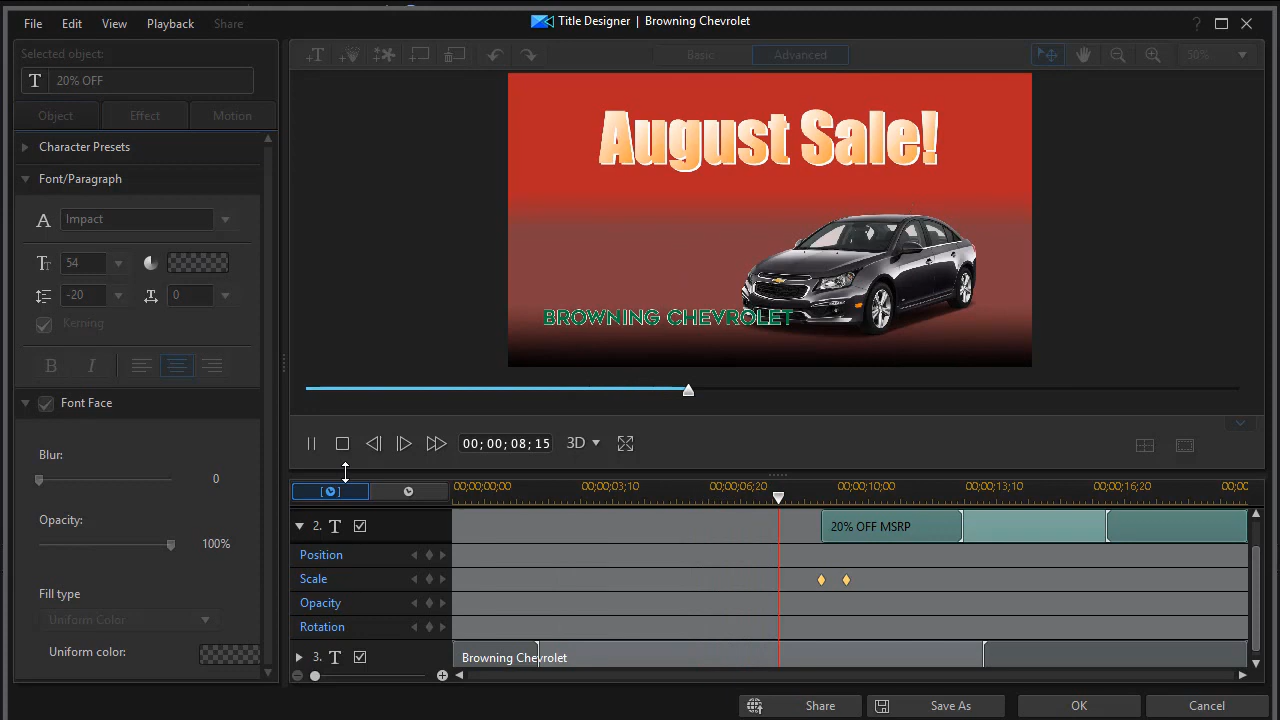 File Edit View Playback Share
Title Designer | Browning Chevrolet
?
Selected object:
T 20% OFF
Object Effect Motion
Character Presets
Font/Paragraph
A Impact
54
-20 0
Kerning
B I
Font Face
Blur:
0
Opacity:
100%
Fill type
Uniform Color
Uniform color:
Basic Advanced
50%
August Sale!
BROWNING CHEVROLET
00;00;08;15 3D
00;00;00;00 00;00;03;10 00;00;06;20 00;00;10;00 00;00;13;10 00;00;16;20 00;00
2. T 20% OFF MSRP
Position
Scale
Opacity
Rotation
3. T Browning Chevrolet
Share Save As OK Cancel